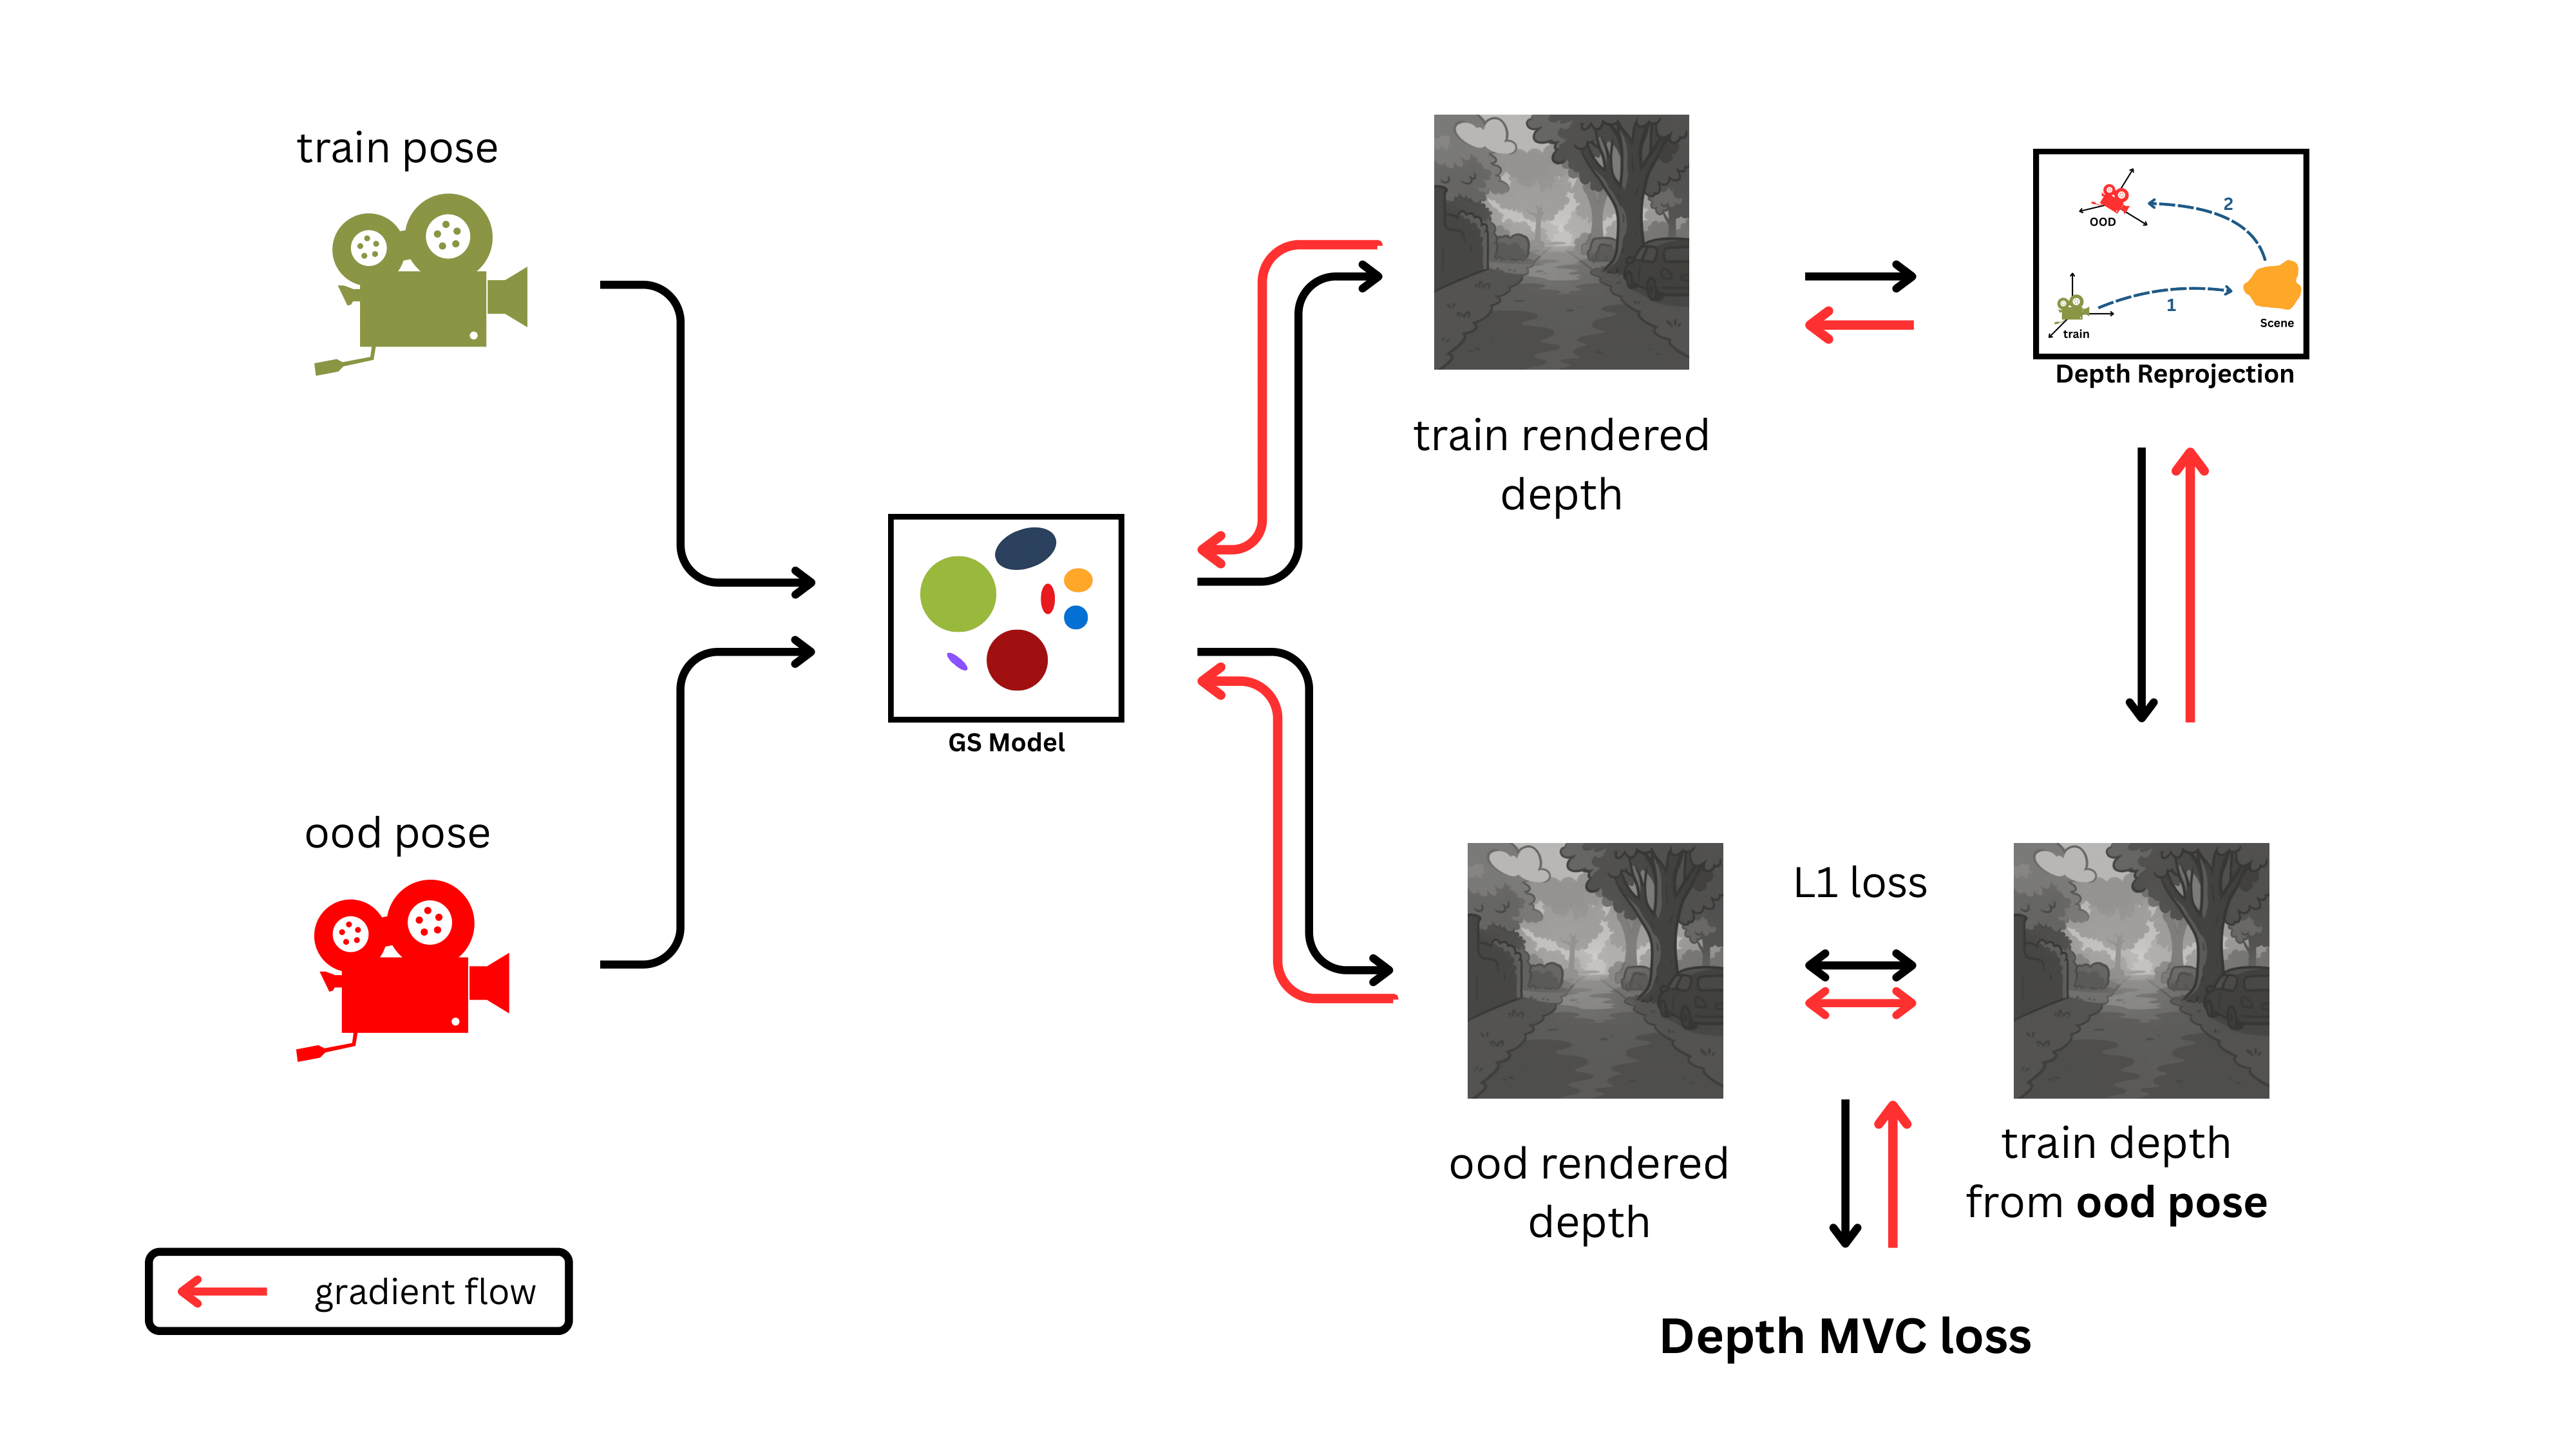 train pose
train rendered
depth
OOD
2
1
train
Scene
Depth Reprojection
GS Model
ood pose
L1 loss
ood rendered
depth
train depth
from ood pose
gradient flow
Depth MVC loss